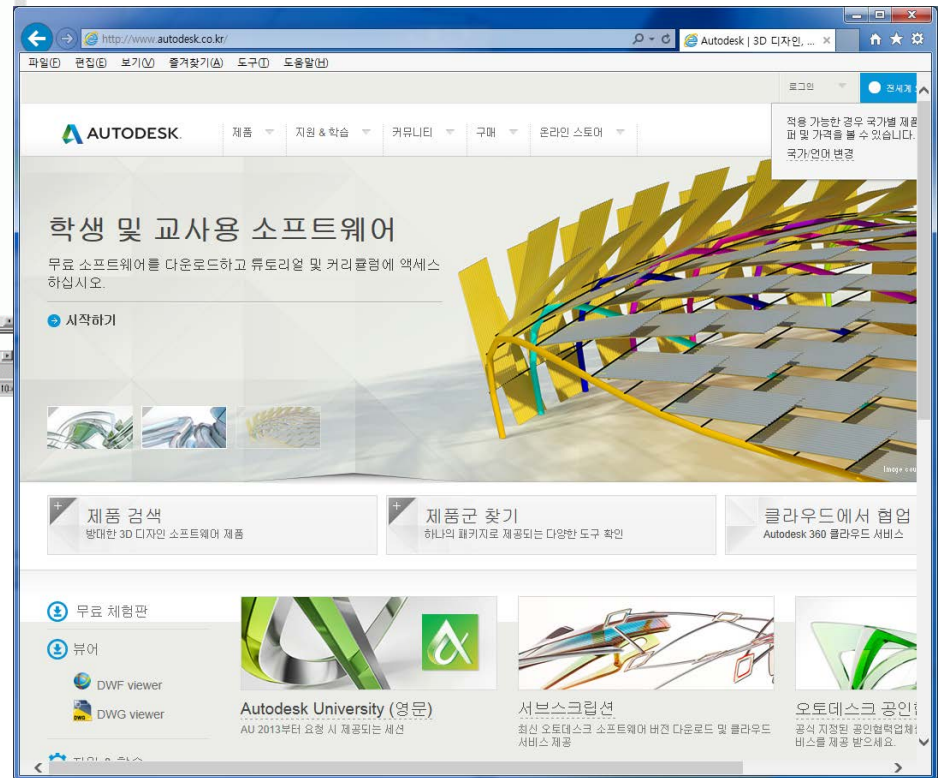 http://www.autodesk.co.kr/
Autodesk | 3D 디자인, ...
파일(F) 편집(E) 보기(V) 즐겨찾기(A) 도구(T) 도움말(H)
로그인
전세계
AUTODESK
제품
지원 & 학습
커뮤니티
구매
온라인 스토어
적용 가능한 경우 국가별 제품
퍼 및 가격을 볼 수 있습니다.
국가/언어 변경
학생 및 교사용 소프트웨어
무료 소프트웨어를 다운로드하고 튜토리얼 및 커리큘럼에 액세스
하십시오.
시작하기
Image
제품 검색
방대한 3D 디자인 소프트웨어 제품
제품군 찾기
하나의 패키지로 제공되는 다양한 도구 확인
클라우드에서 협업
Autodesk 360 클라우드 서비스
무료 체험판
뷰어
DWF viewer
DWG viewer
Autodesk University (영문)
AU 2013부터 요청 시 제공되는 세션
서브스크립션
최신 오토데스크 소프트웨어 버전 다운로드 및 클라우드
서비스 제공
오토데스크 공인
공식 지정된 공인협력업체
비스를 제공 받으세요.